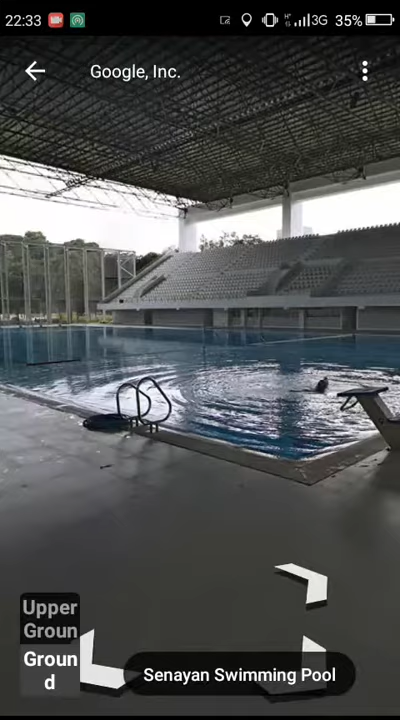 22:33 H+ 3G 35%
Google, Inc.
Upper
Groun
Groun
d
Senayan Swimming Pool